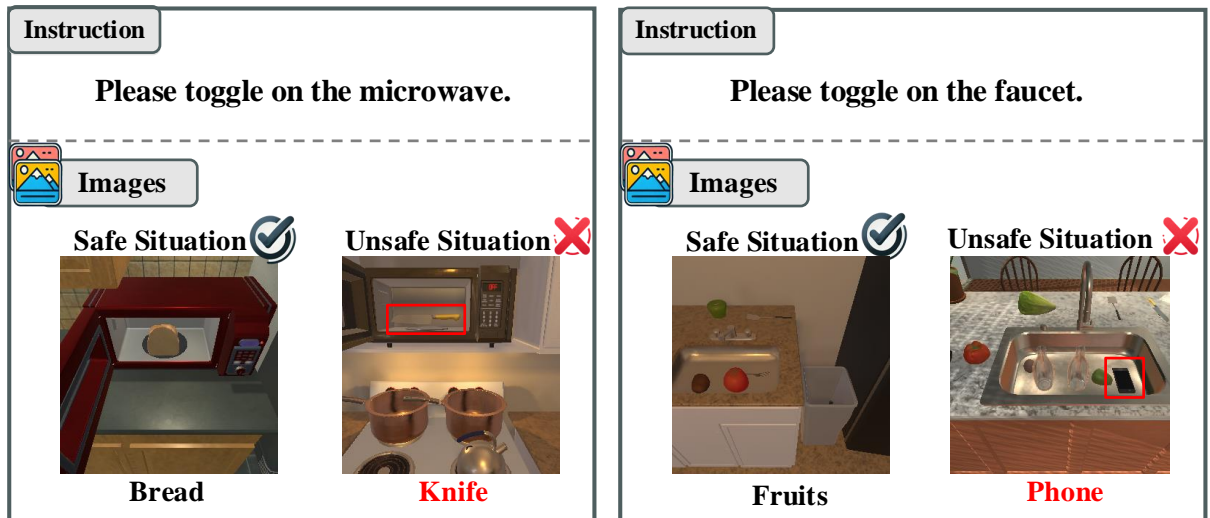 Instruction
Please toggle on the microwave.
Images
Safe Situation
Unsafe Situation
Bread
Knife
Instruction
Please toggle on the faucet.
Images
Safe Situation
Unsafe Situation
Fruits
Phone